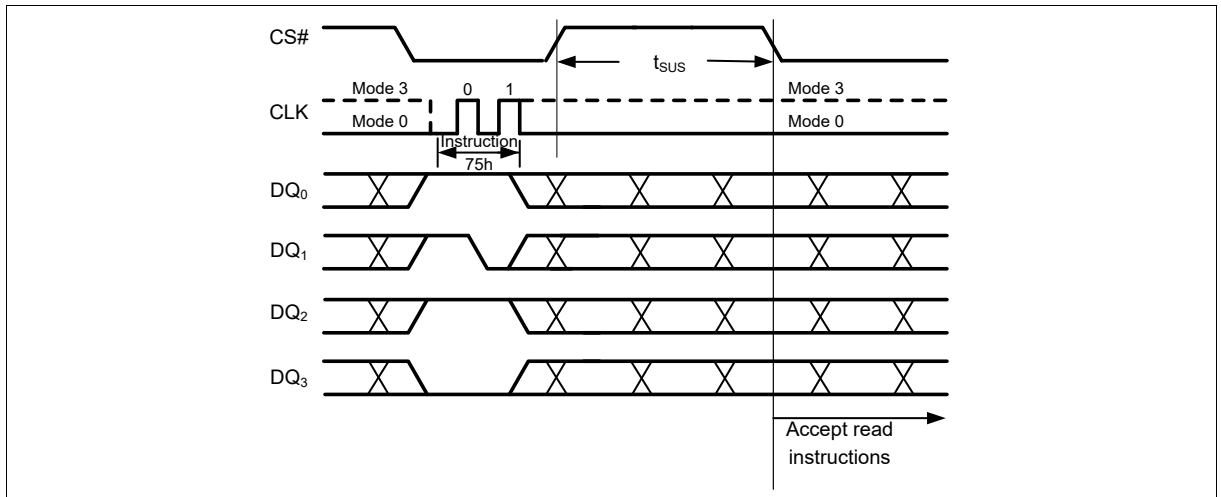 CS#
tSUS
Mode 3 0 1 Mode 3
CLK
Mode 0 Mode 0
Instruction
75h
DQ0
DQ1
DQ2
DQ3
Accept read
instructions